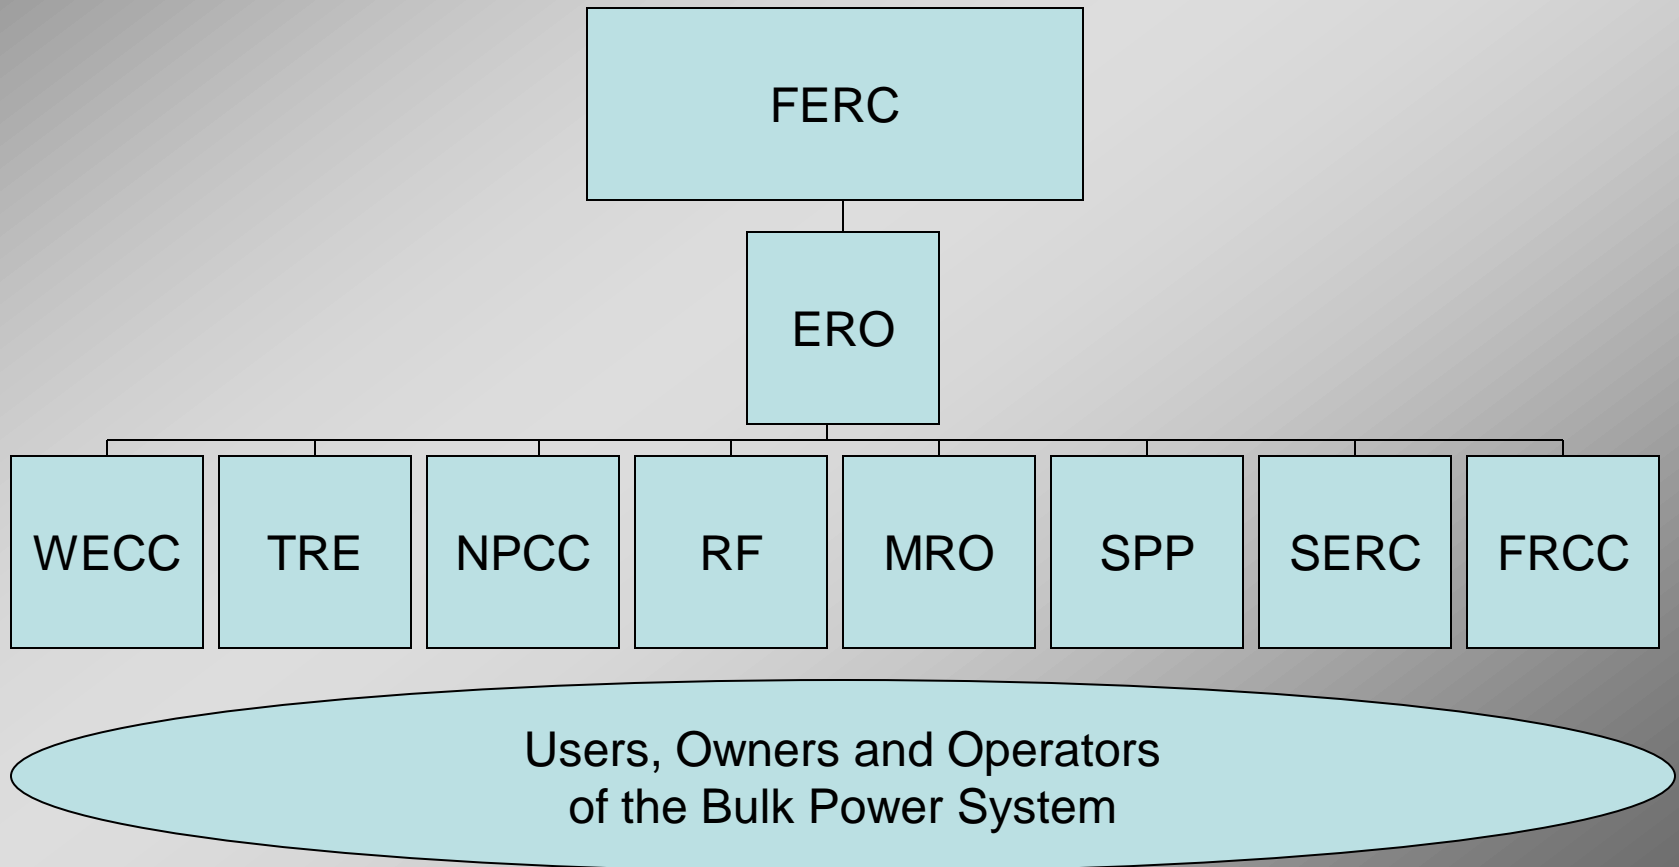 FERC
ERO
WECC
TRE
NPCC
RF
MRO
SPP
SERC
FRCC
Users, Owners and Operators
of the Bulk Power System